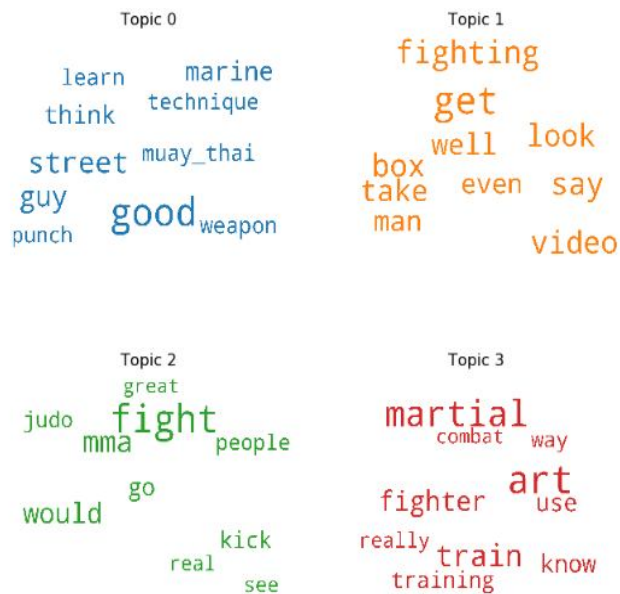 Topic 0
learn marine
think technique
street muay_thai
guy good
punch weapon
Topic 1
fighting
get
well look
box
take even say
man
video
Topic 2
great
judo fight
mma people
go
would
kick
real
see
Topic 3
martial
combat way
art
fighter use
really train know
training